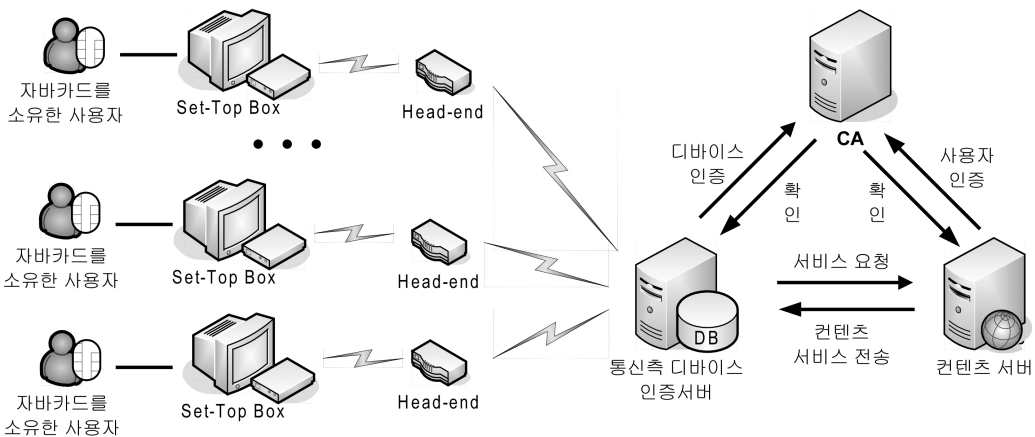 자바카드를
소유한 사용자
Set-Top Box
Head-end
자바카드를
소유한 사용자
Set-Top Box
Head-end
자바카드를
소유한 사용자
Set-Top Box
Head-end
CA
디바이스
인증
확
인
확
인
사용자
인증
서비스 요청
컨텐츠
서비스 전송
DB
통신측 디바이스
인증서버
컨텐츠 서버